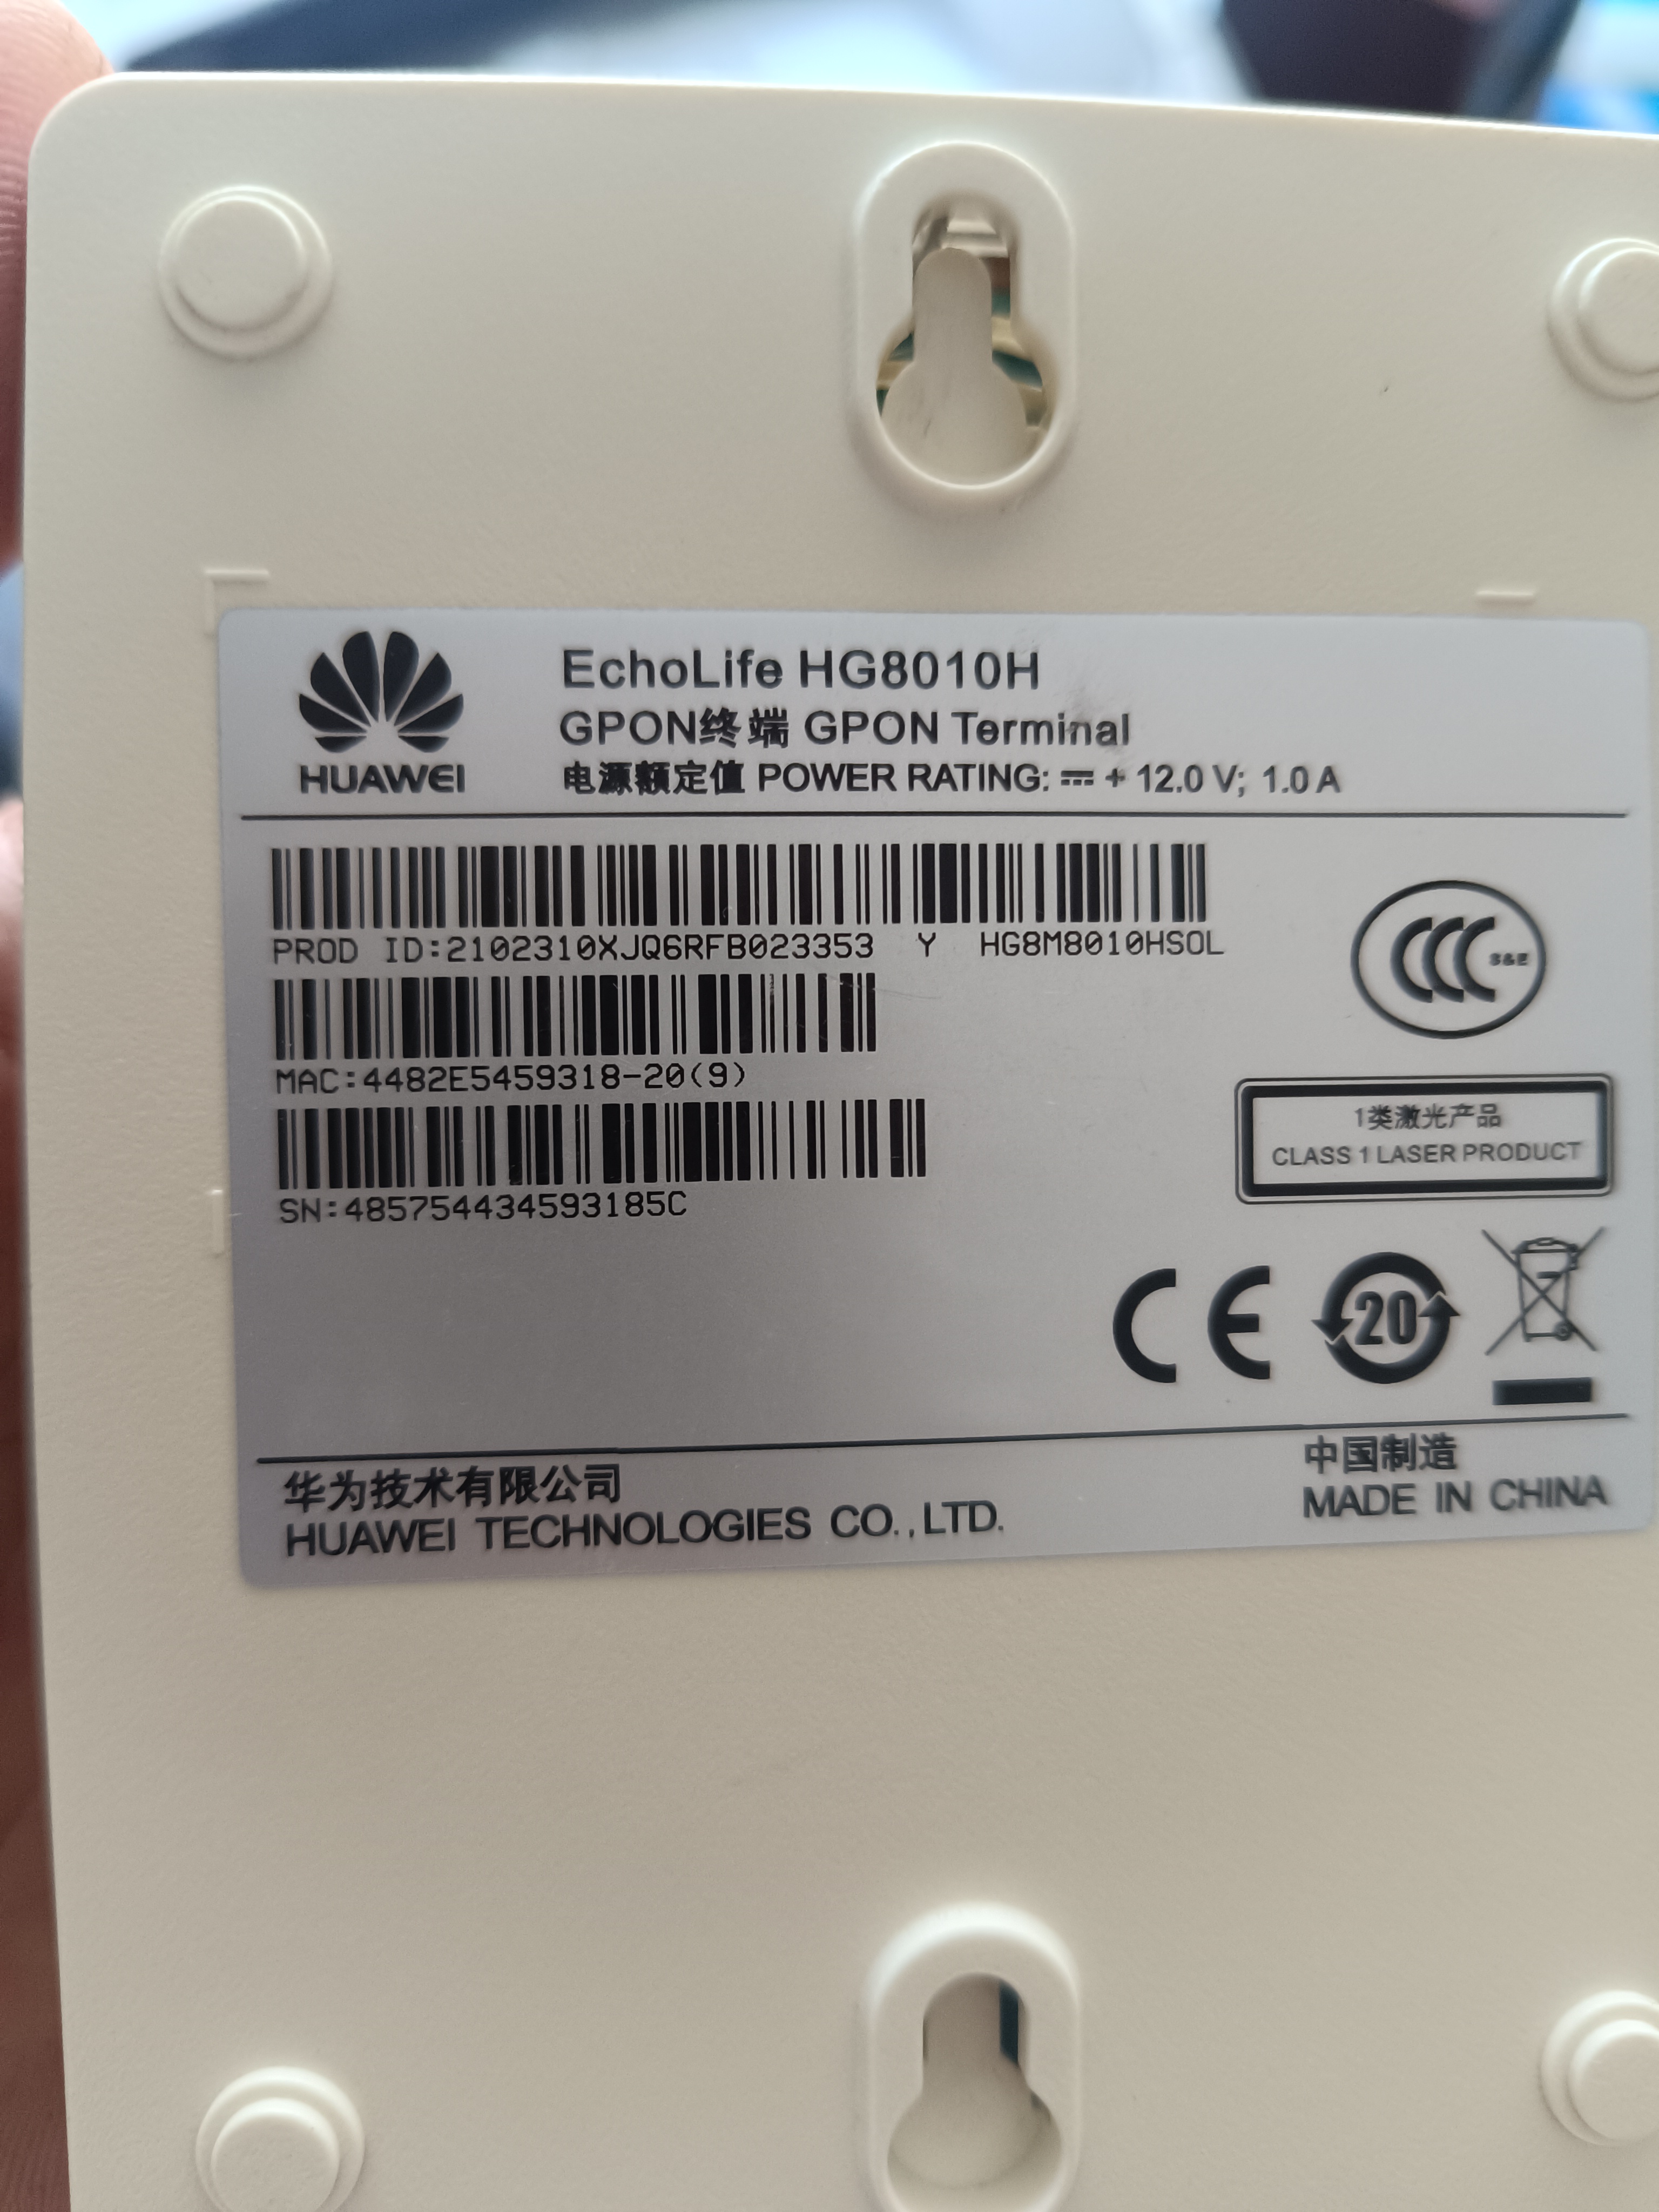 HUAWEI
EchoLife HG8010H
GPON终端 GPON Terminal
电源额定值 POWER RATING: ⎓ + 12.0 V; 1.0 A
PROD ID:2102310XJQ6RFB023353 Y HG8M8010HSOL
MAC:4482E5459318-20(9)
SN:485754434593185C
CCC S&E
1类激光产品
CLASS 1 LASER PRODUCT
CE 20
华为技术有限公司
HUAWEI TECHNOLOGIES CO.,LTD.
中国制造
MADE IN CHINA